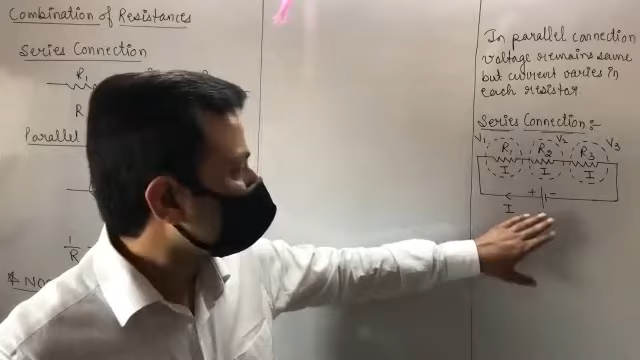 Combination of Resistances
Series Connection
R₁
R
Parallel
1/R
* No
In parallel connection
voltage remains same
but current varies in
each resistor.
Series Connection:-
V₁ V₂ V₃
R₁ R₂ R₃
I I I
+ -
I